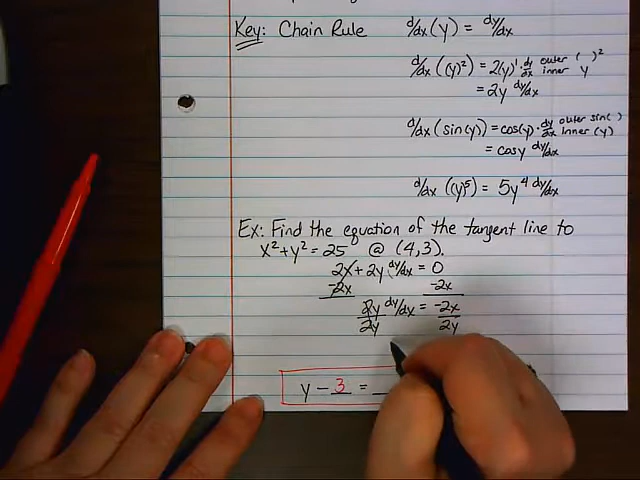 Key: Chain Rule d/dx (y) = dy/dx
d/dx ((y)²) = 2(y)¹ · dy/dx outer ( )²
inner y
= 2y dy/dx
d/dx (sin(y)) = cos(y) · dy/dx outer sin( )
inner (y)
= cosy dy/dx
d/dx ((y)⁵) = 5y⁴ dy/dx
Ex: Find the equation of the tangent line to
x² + y² = 25 @ (4,3).
2x + 2y dy/dx = 0
-2x -2x
2y dy/dx = -2x
2y 2y
y - 3 =